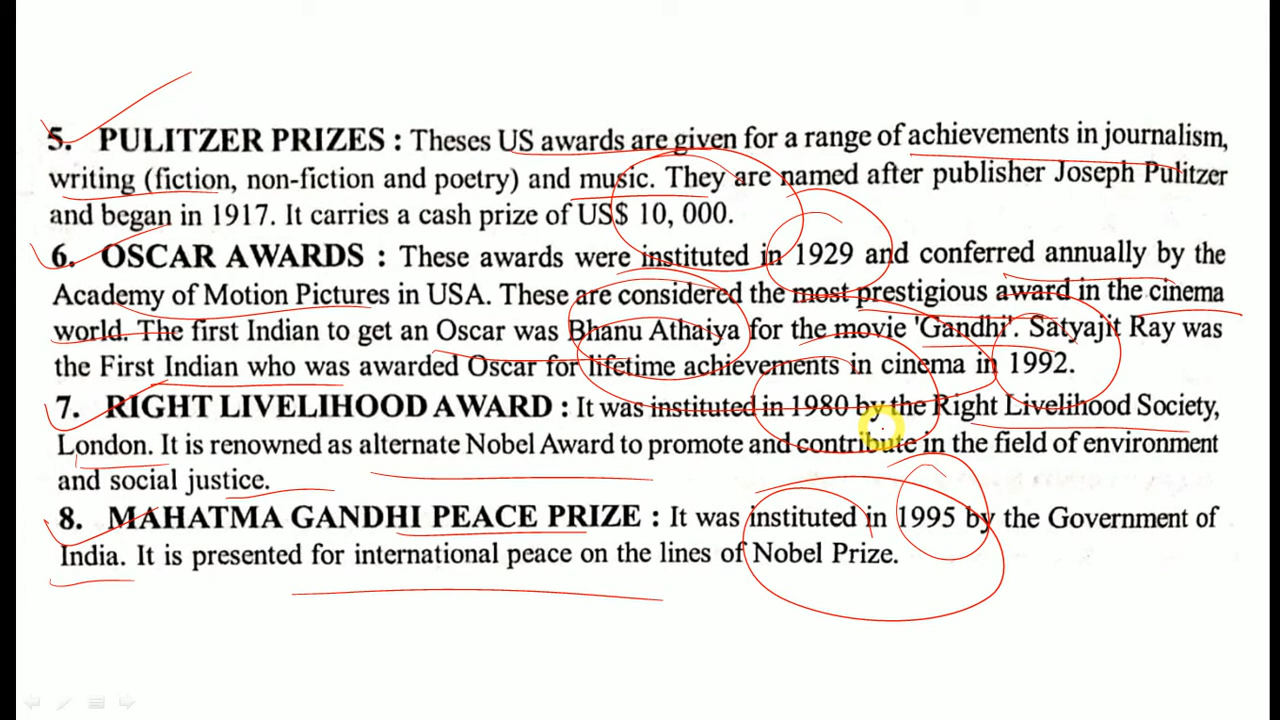 5. PULITZER PRIZES : Theses US awards are given for a range of achievements in journalism,
writing (fiction, non-fiction and poetry) and music. They are named after publisher Joseph Pulitzer
and began in 1917. It carries a cash prize of US$ 10, 000.
6. OSCAR AWARDS : These awards were instituted in 1929 and conferred annually by the
Academy of Motion Pictures in USA. These are considered the most prestigious award in the cinema
world. The first Indian to get an Oscar was Bhanu Athaiya for the movie 'Gandhi'. Satyajit Ray was
the First Indian who was awarded Oscar for lifetime achievements in cinema in 1992.
7. RIGHT LIVELIHOOD AWARD : It was instituted in 1980 by the Right Livelihood Society,
London. It is renowned as alternate Nobel Award to promote and contribute in the field of environment
and social justice.
8. MAHATMA GANDHI PEACE PRIZE : It was instituted in 1995 by the Government of
India. It is presented for international peace on the lines of Nobel Prize.